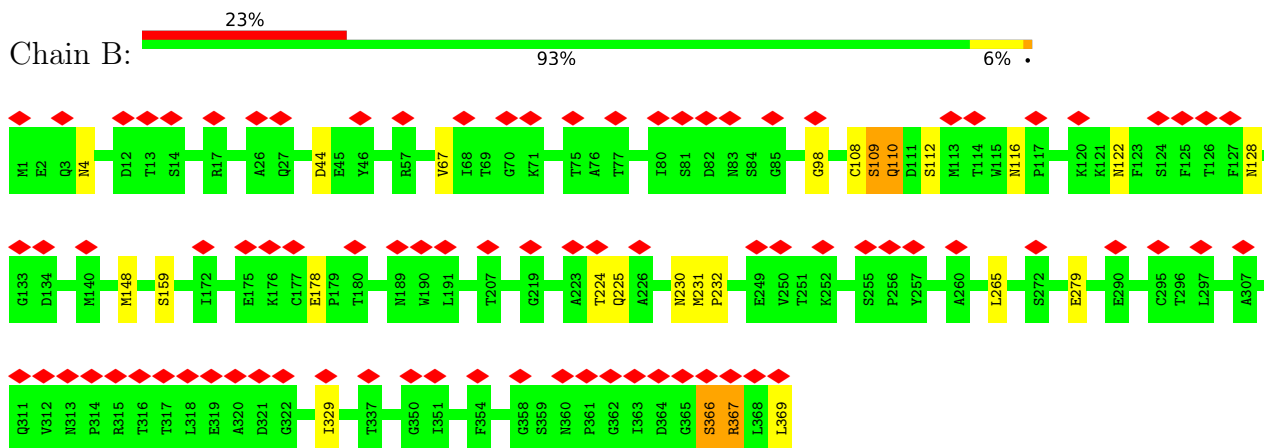 23%
Chain B:
93% 6% •
M1 E2 Q3 N4 D12 T13 S14 R17 A26 Q27 D44 E45 Y46 R57 V67 I68 T69 G70 K71 T75 A76 T77 I80 S81 D82 N83 S84 G85 G98 C108 S109 Q110 D111 S112 M113 T114 W115 N116 P117 K120 K121 N122 F123 S124 F125 T126 F127 N128
G133 D134 M140 M148 S159 I172 E175 K176 C177 E178 P179 T180 N189 W190 L191 T207 G219 A223 T224 Q225 A226 N230 M231 P232 E249 V250 T251 K252 S255 P256 Y257 A260 L265 S272 E279 E290 C295 T296 L297 A307
Q311 V312 N313 P314 R315 T316 T317 L318 E319 A320 D321 G322 I329 T337 G350 I351 F354 G358 S359 N360 P361 G362 I363 D364 G365 S366 R367 L368 L369